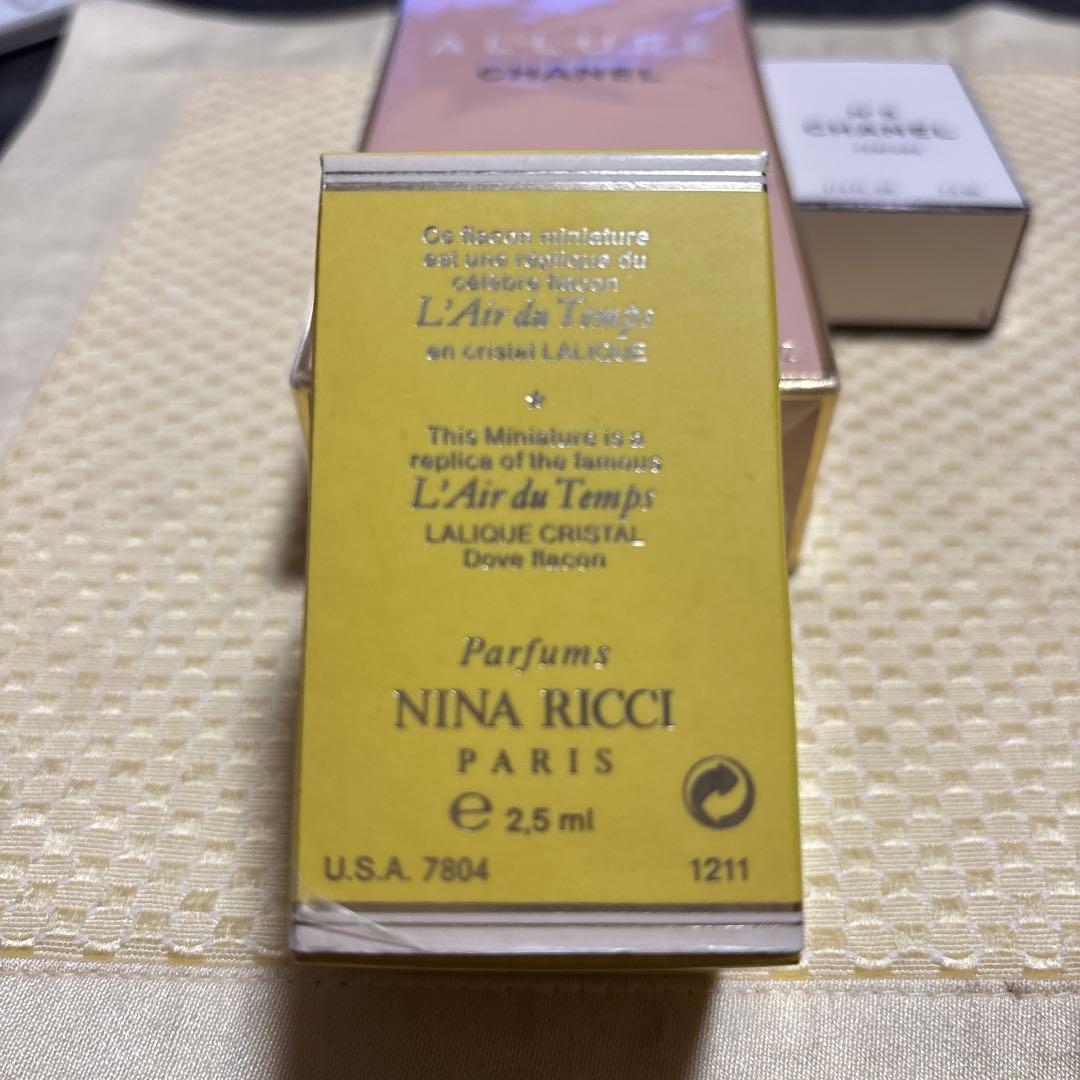 ALLURE
CHANEL
CHANEL
Ce flacon miniature
est une réplique du
célèbre flacon
L'Air du Temps
en cristal LALIQUE
★
This Miniature is a
replica of the famous
L'Air du Temps
LALIQUE CRISTAL
Dove flacon
Parfums
NINA RICCI
PARIS
e 2,5 ml
U.S.A. 7804 1211